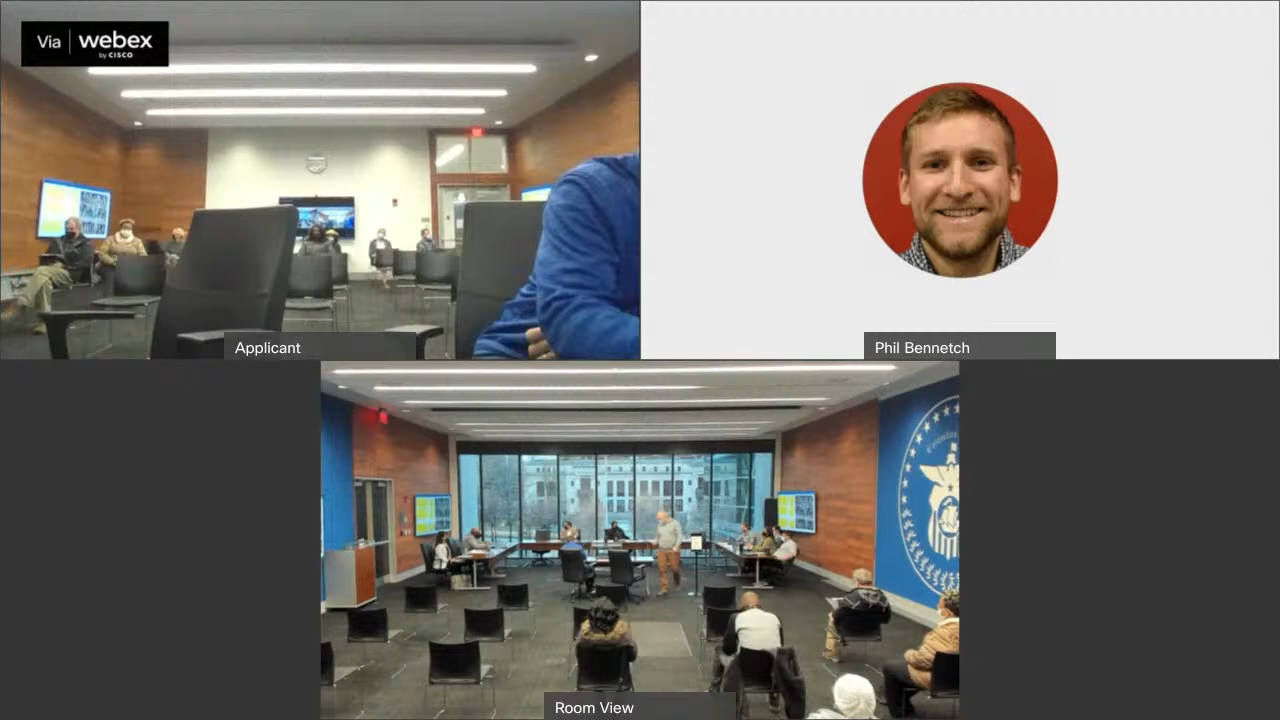 Via | webex
by CISCO
Applicant
Phil Bennetch
Room View